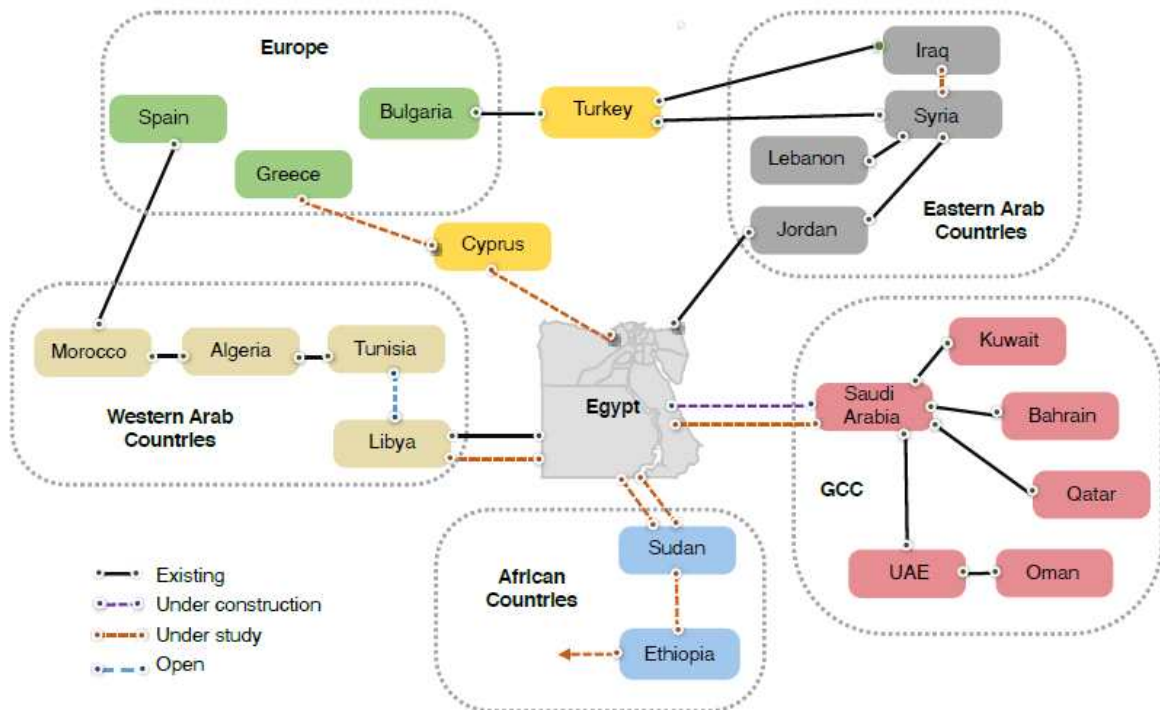 Europe
Spain
Bulgaria
Greece
Turkey
Cyprus
Iraq
Syria
Lebanon
Jordan
Eastern Arab
Countries
Morocco
Algeria
Tunisia
Western Arab
Countries
Libya
Egypt
Kuwait
Saudi
Arabia
Bahrain
GCC
Qatar
UAE
Oman
African
Countries
Sudan
Ethiopia
Existing
Under construction
Under study
Open